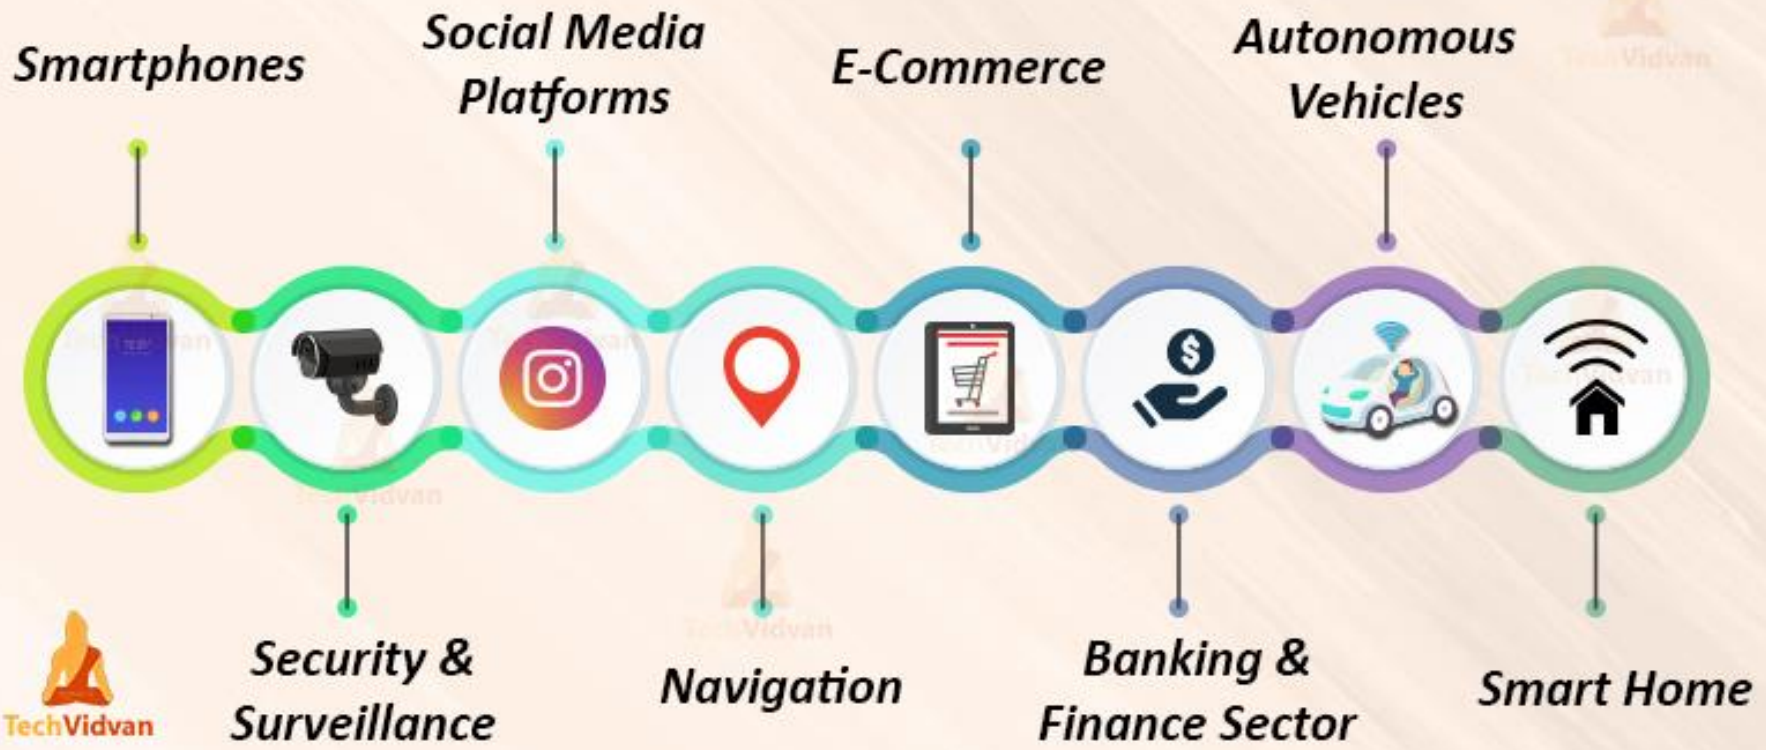 Smartphones
Social Media
Platforms
E-Commerce
Autonomous
Vehicles
Security &
Surveillance
Navigation
Banking &
Finance Sector
Smart Home
TechVidvan